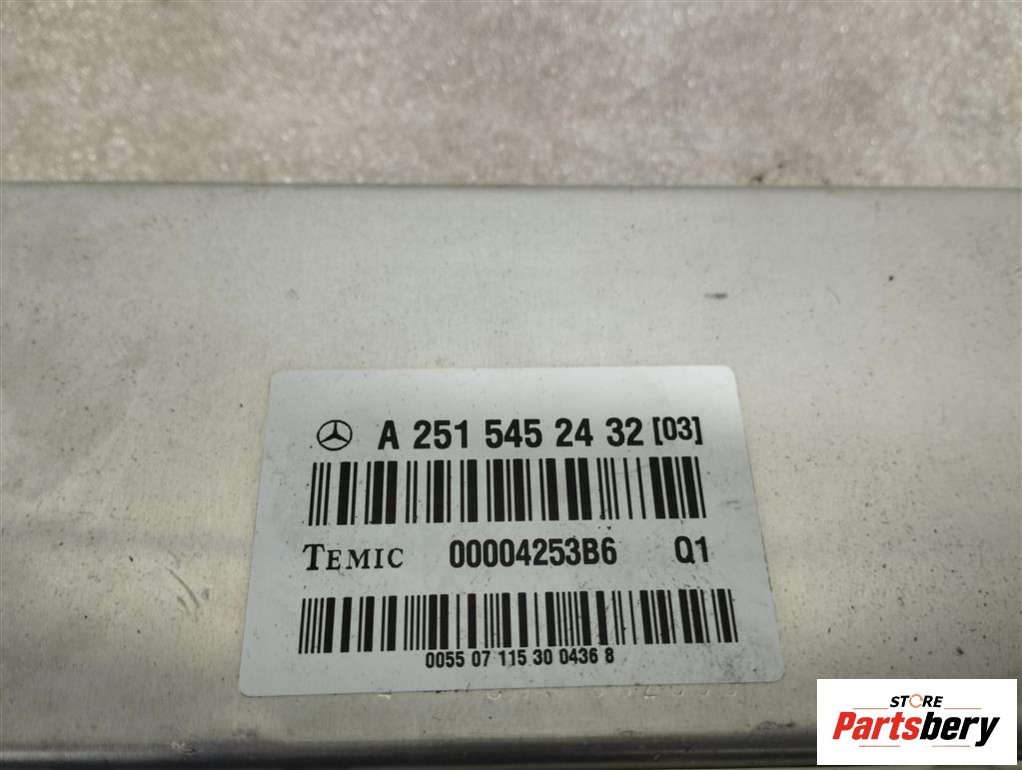 A 251 545 24 32 [03]
TEMIC 00004253B6 Q1
0055 07 115 30 0436 8
STORE
Partsbery